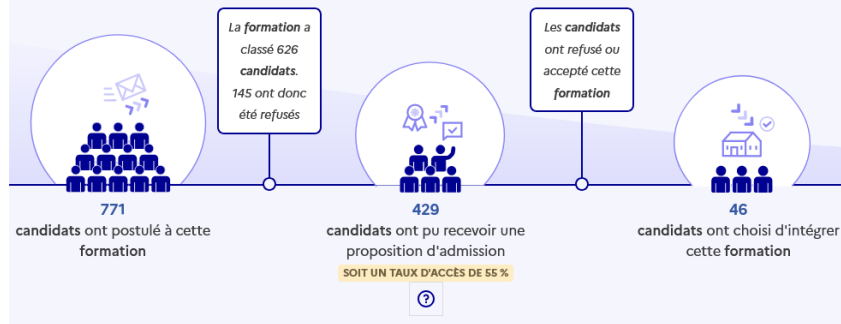 La formation a
classé 626
candidats.
145 ont donc
été refusés
Les candidats
ont refusé ou
accepté cette
formation
771
candidats ont postulé à cette
formation
429
candidats ont pu recevoir une
proposition d'admission
SOIT UN TAUX D'ACCÈS DE 55 %
?
46
candidats ont choisi d'intégrer
cette formation